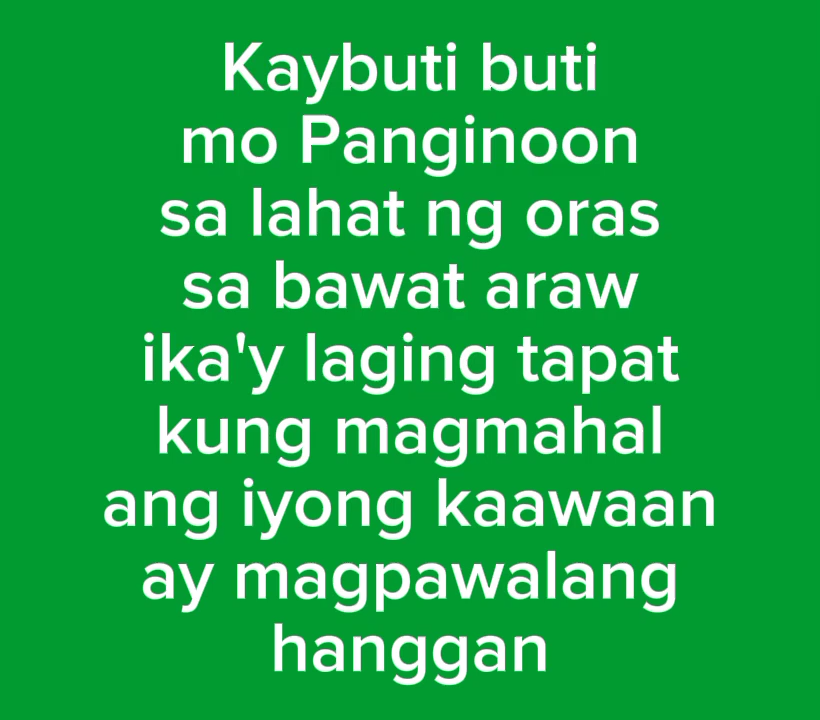 Kaybuti buti
mo Panginoon
sa lahat ng oras
sa bawat araw
ika'y laging tapat
kung magmahal
ang iyong kaawaan
ay magpawalang
hanggan